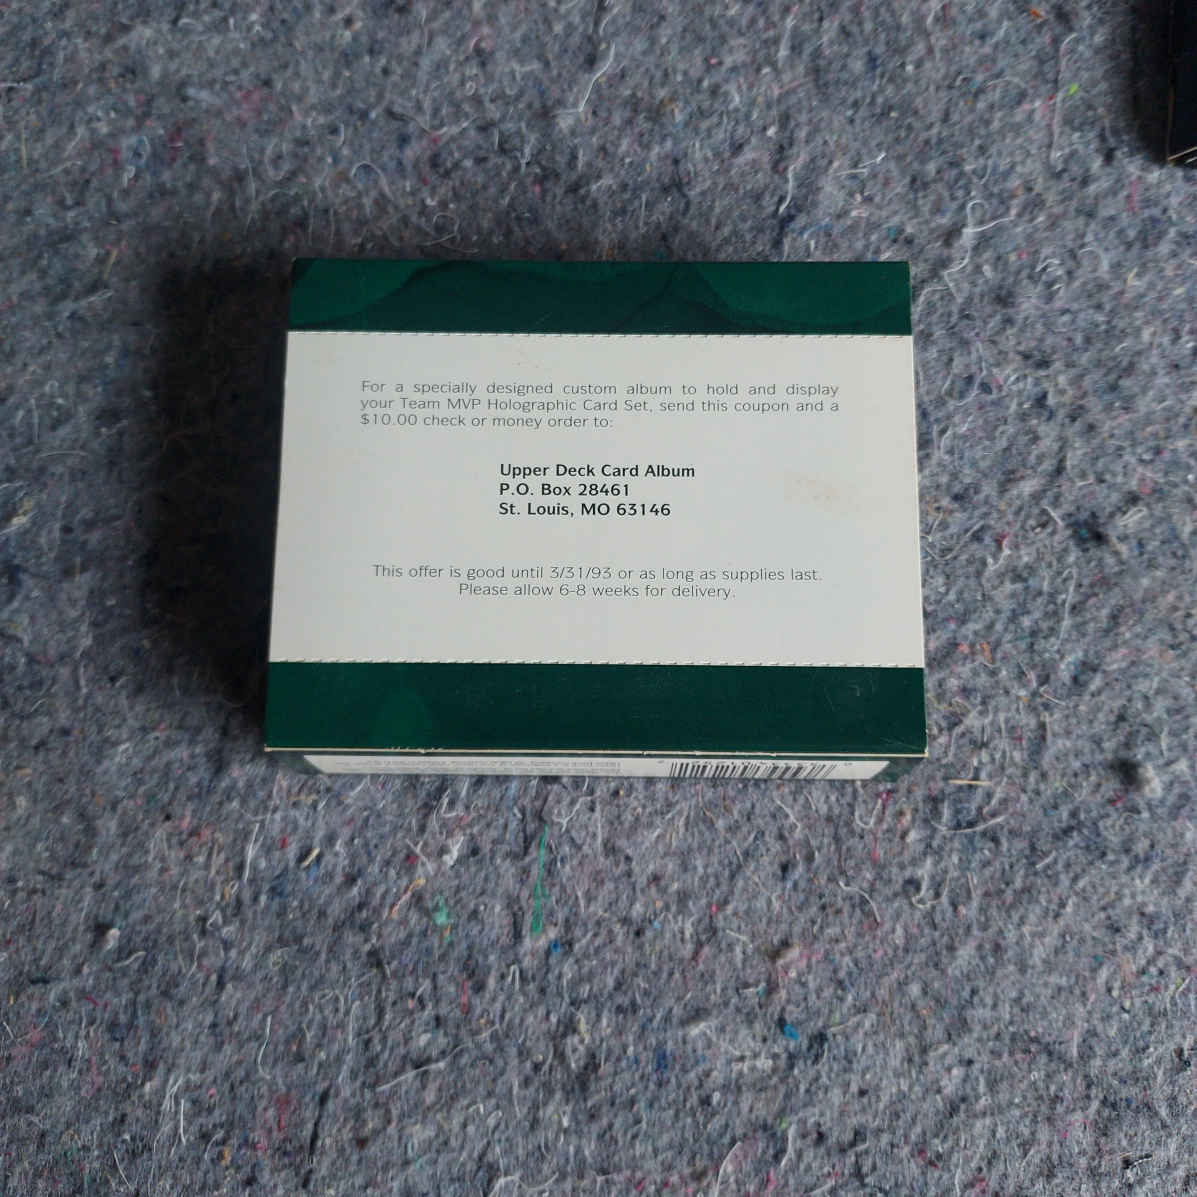 For a specially designed custom album to hold and display
your Team MVP Holographic Card Set, send this coupon and a
$10.00 check or money order to:
Upper Deck Card Album
P.O. Box 28461
St. Louis, MO 63146
This offer is good until 3/31/93 or as long as supplies last.
Please allow 6-8 weeks for delivery.